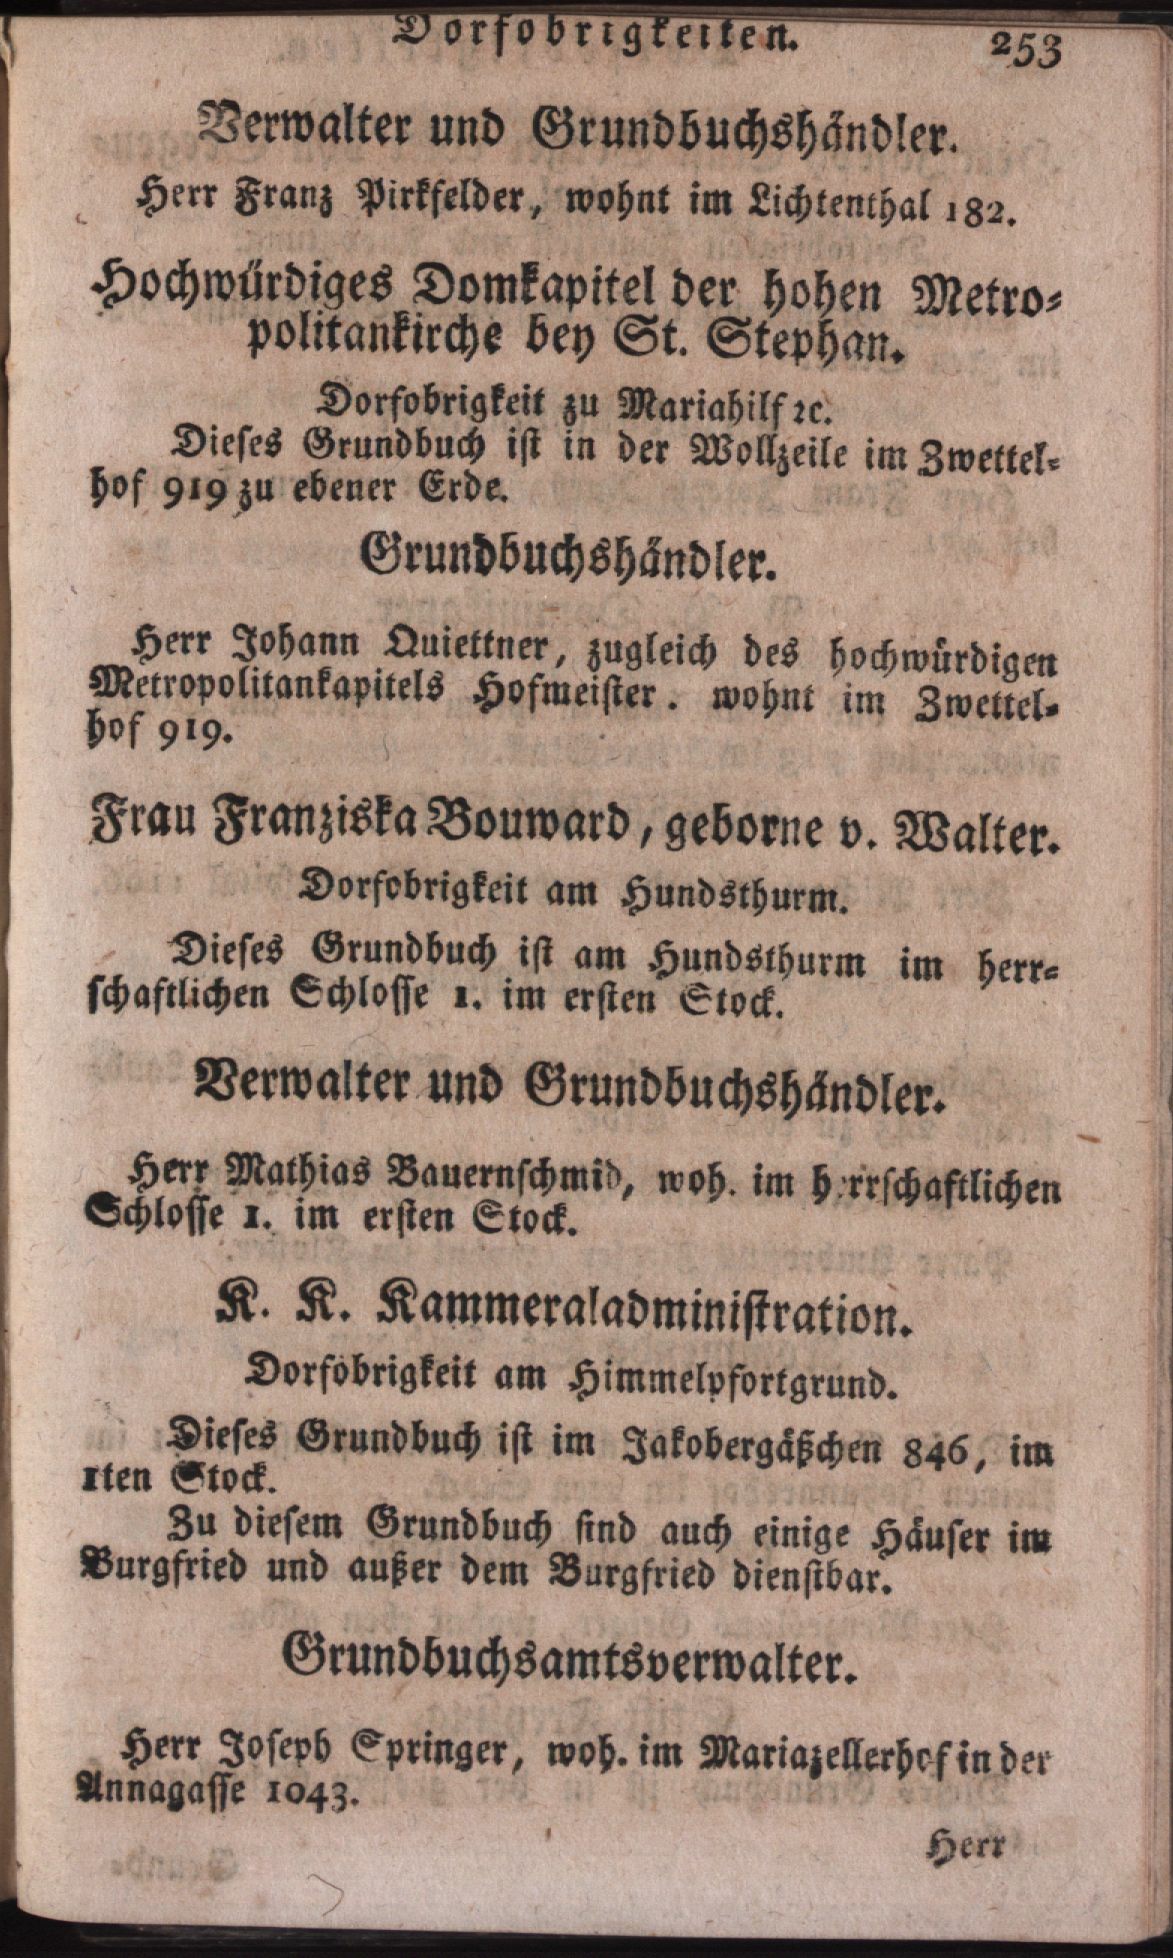 Dorfobrigkeiten. 253
Verwalter und Grundbuchshändler.
Herr Franz Pirkfelder, wohnt im Lichtenthal 182.
Hochwürdiges Domkapitel der hohen Metro-
politankirche bey St. Stephan.
Dorfobrigkeit zu Mariahilf ꝛc.
Dieses Grundbuch ist in der Wollzeile im Zwettel-
hof 919 zu ebener Erde.
Grundbuchshändler.
Herr Johann Quiettner, zugleich des hochwürdigen
Metropolitankapitels Hofmeister. wohnt im Zwettel-
hof 919.
Frau Franziska Bouward, geborne v. Walter.
Dorfobrigkeit am Hundsthurm.
Dieses Grundbuch ist am Hundsthurm im herr-
schaftlichen Schlosse 1. im ersten Stock.
Verwalter und Grundbuchshändler.
Herr Mathias Bauernschmid, woh. im herrschaftlichen
Schlosse 1. im ersten Stock.
K. K. Kammeraladministration.
Dorfobrigkeit am Himmelpfortgrund.
Dieses Grundbuch ist im Jakobergäßchen 846, im
1ten Stock.
Zu diesem Grundbuch sind auch einige Häuser im
Burgfried und außer dem Burgfried dienstbar.
Grundbuchsamtsverwalter.
Herr Joseph Springer, woh. im Mariazellerhof in der
Annagasse 1043.
Herr